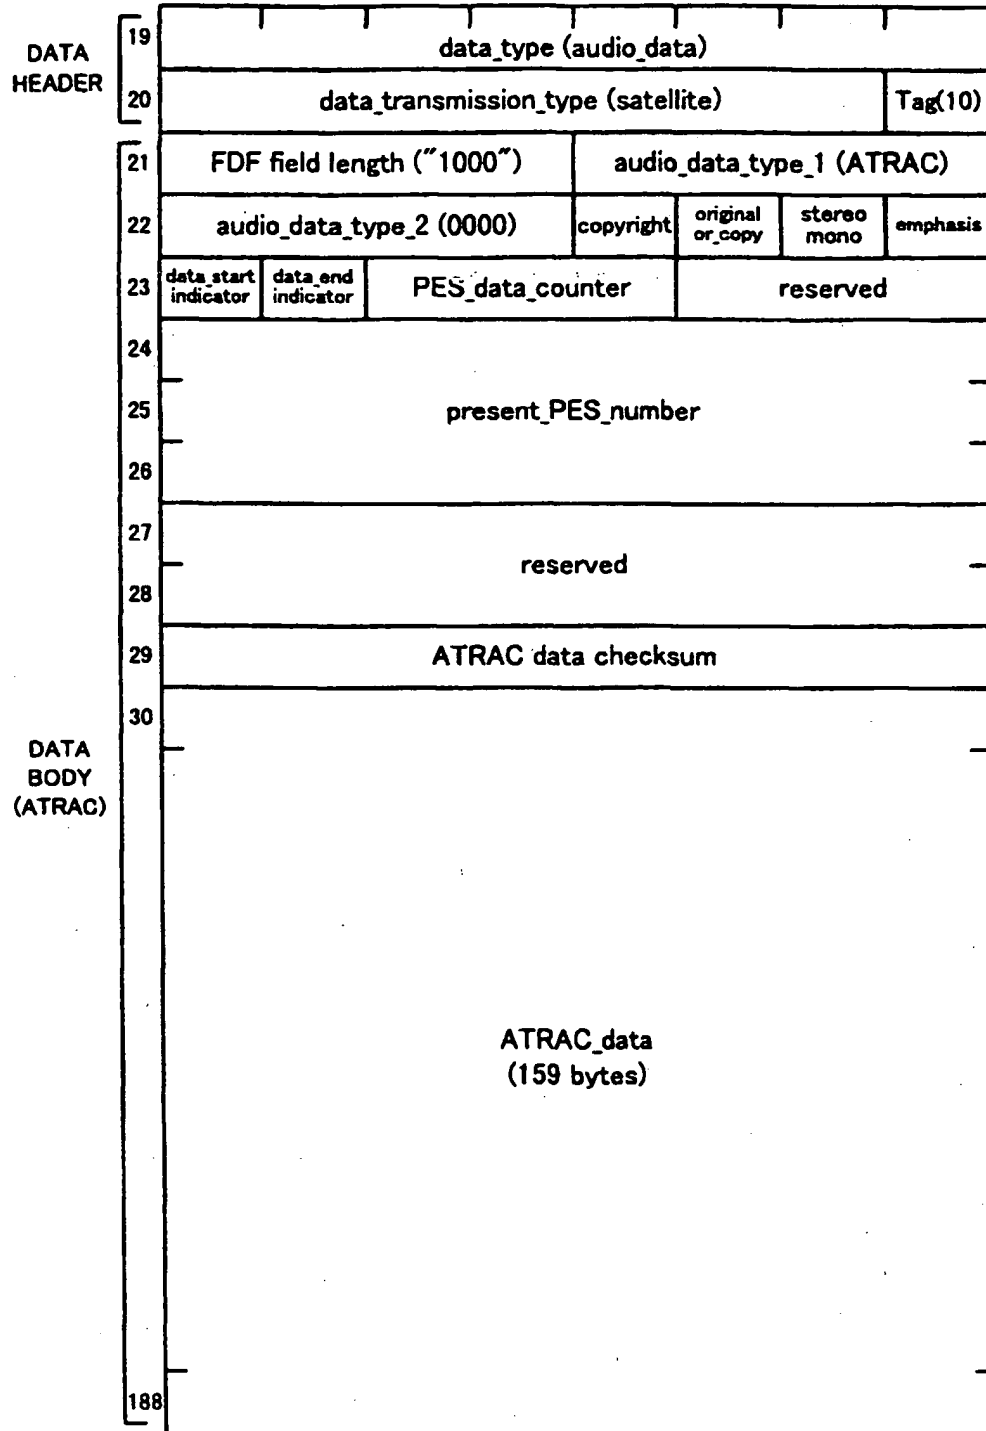 DATA
HEADER
19
data_type (audio_data)
20
data_transmission_type (satellite)
Tag(10)
21
FDF field length ("1000")
audio_data_type_1 (ATRAC)
22
audio_data_type_2 (0000)
copyright
original
or_copy
stereo
mono
emphasis
23
data_start
indicator
data_end
indicator
PES_data_counter
reserved
24
25
present_PES_number
26
27
reserved
28
29
ATRAC data checksum
30
DATA
BODY
(ATRAC)
ATRAC_data
(159 bytes)
188